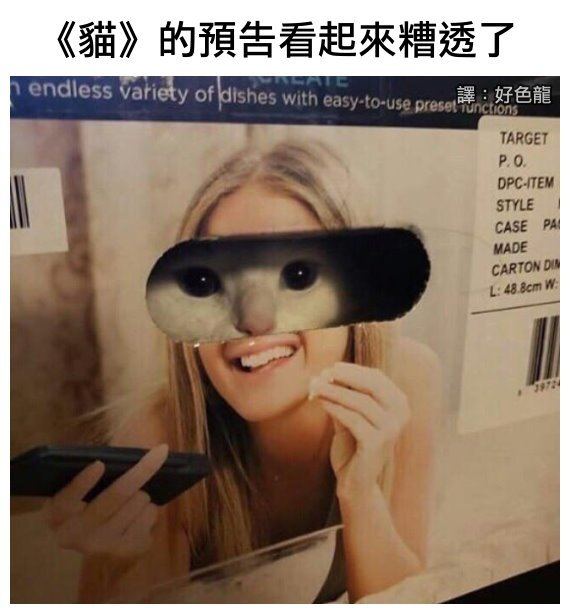 《貓》的預告看起來糟透了
CREATE
endless variety of dishes with easy-to-use preset functions
譯：好色龍
TARGET
P. O.
DPC-ITEM
STYLE
CASE
MADE
CARTON
L: 48.8cm W: